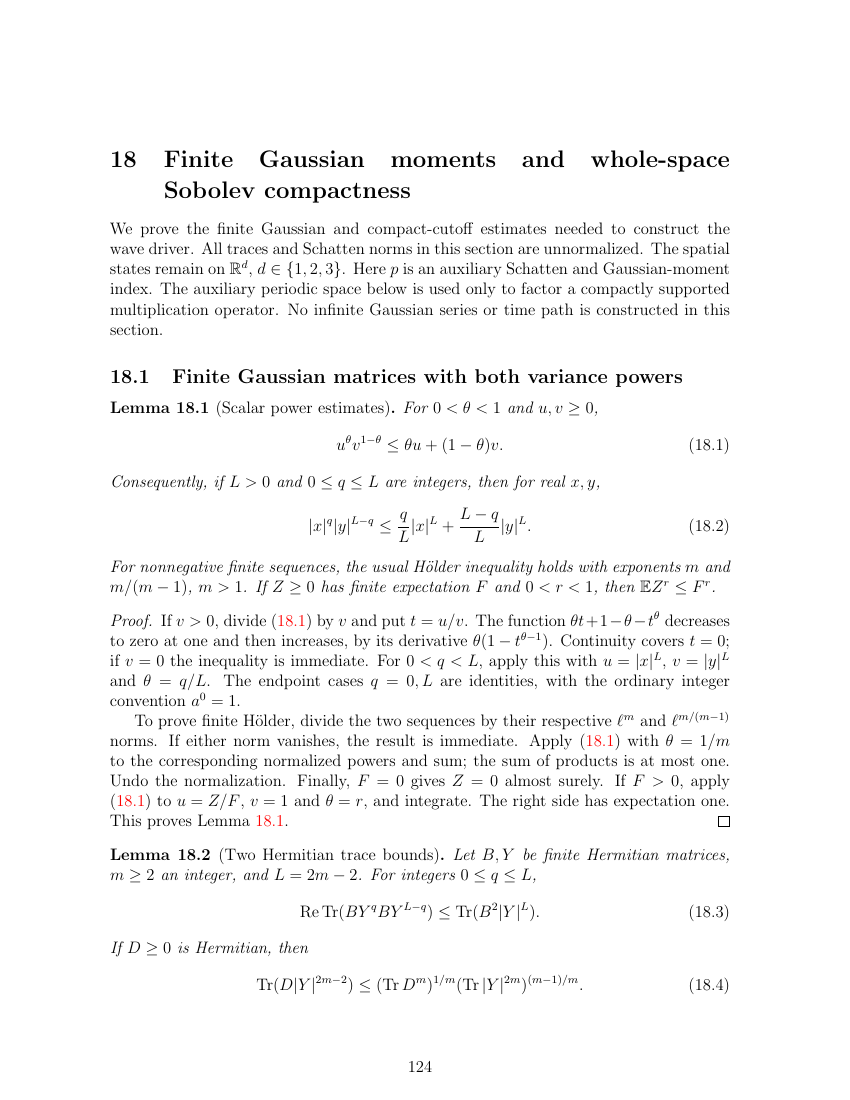 18 Finite Gaussian moments and whole-space
Sobolev compactness
We prove the finite Gaussian and compact-cutoff estimates needed to construct the
wave driver. All traces and Schatten norms in this section are unnormalized. The spatial
states remain on ℝ^d, d ∈ {1, 2, 3}. Here p is an auxiliary Schatten and Gaussian-moment
index. The auxiliary periodic space below is used only to factor a compactly supported
multiplication operator. No infinite Gaussian series or time path is constructed in this
section.
18.1 Finite Gaussian matrices with both variance powers
Lemma 18.1 (Scalar power estimates). For 0 < θ < 1 and u, v ≥ 0,
u^θ v^{1−θ} ≤ θu + (1 − θ)v. (18.1)
Consequently, if L > 0 and 0 ≤ q ≤ L are integers, then for real x, y,
|x|^q |y|^{L−q} ≤ \frac{q}{L}|x|^L + \frac{L − q}{L}|y|^L. (18.2)
For nonnegative finite sequences, the usual Hölder inequality holds with exponents m and
m/(m − 1), m > 1. If Z ≥ 0 has finite expectation F and 0 < r < 1, then 𝔼Z^r ≤ F^r.
Proof. If v > 0, divide (18.1) by v and put t = u/v. The function θt+1−θ−t^θ decreases
to zero at one and then increases, by its derivative θ(1 − t^{θ−1}). Continuity covers t = 0;
if v = 0 the inequality is immediate. For 0 < q < L, apply this with u = |x|^L, v = |y|^L
and θ = q/L. The endpoint cases q = 0, L are identities, with the ordinary integer
convention a^0 = 1.
To prove finite Hölder, divide the two sequences by their respective ℓ^m and ℓ^{m/(m−1)}
norms. If either norm vanishes, the result is immediate. Apply (18.1) with θ = 1/m
to the corresponding normalized powers and sum; the sum of products is at most one.
Undo the normalization. Finally, F = 0 gives Z = 0 almost surely. If F > 0, apply
(18.1) to u = Z/F, v = 1 and θ = r, and integrate. The right side has expectation one.
This proves Lemma 18.1. □
Lemma 18.2 (Two Hermitian trace bounds). Let B, Y be finite Hermitian matrices,
m ≥ 2 an integer, and L = 2m − 2. For integers 0 ≤ q ≤ L,
Re Tr(BY^q BY^{L−q}) ≤ Tr(B^2|Y|^L). (18.3)
If D ≥ 0 is Hermitian, then
Tr(D|Y|^{2m−2}) ≤ (Tr D^m)^{1/m}(Tr |Y|^{2m})^{(m−1)/m}. (18.4)
124